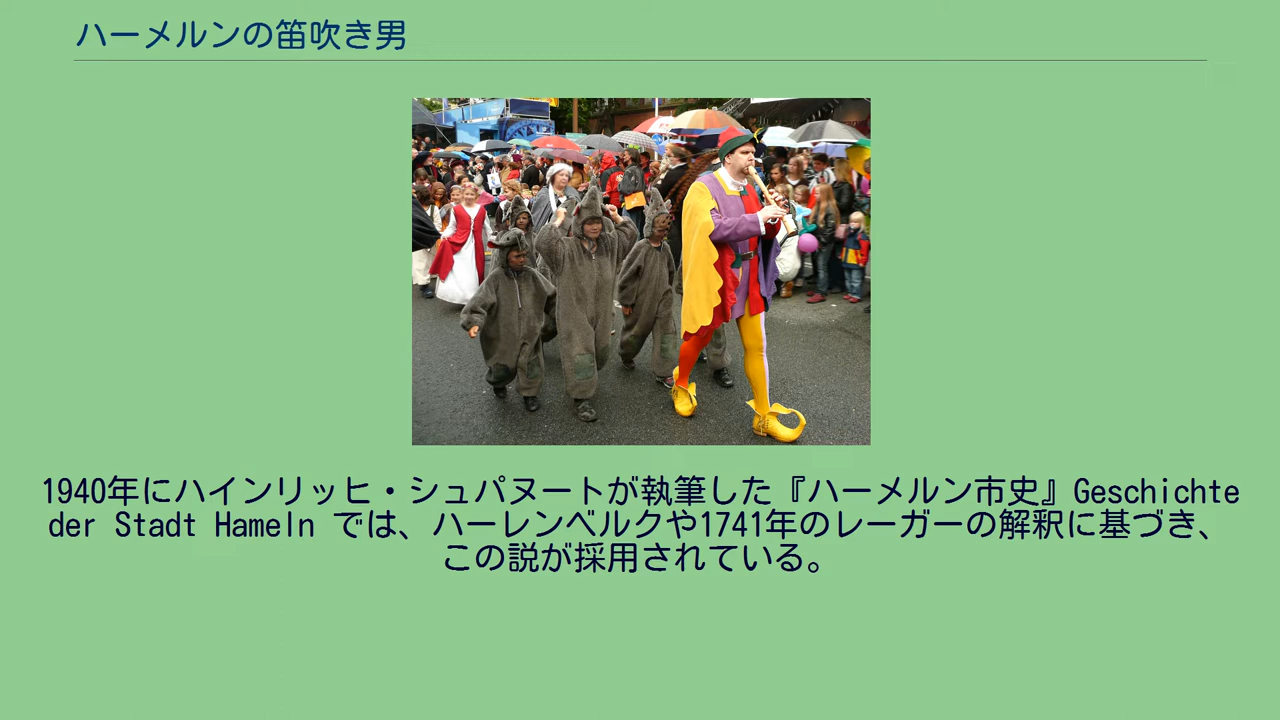 ハーメルンの笛吹き男
1940年にハインリッヒ・シュパヌートが執筆した『ハーメルン市史』Geschichte
der Stadt Hameln では、ハーレンベルクや1741年のレーガーの解釈に基づき、
この説が採用されている。